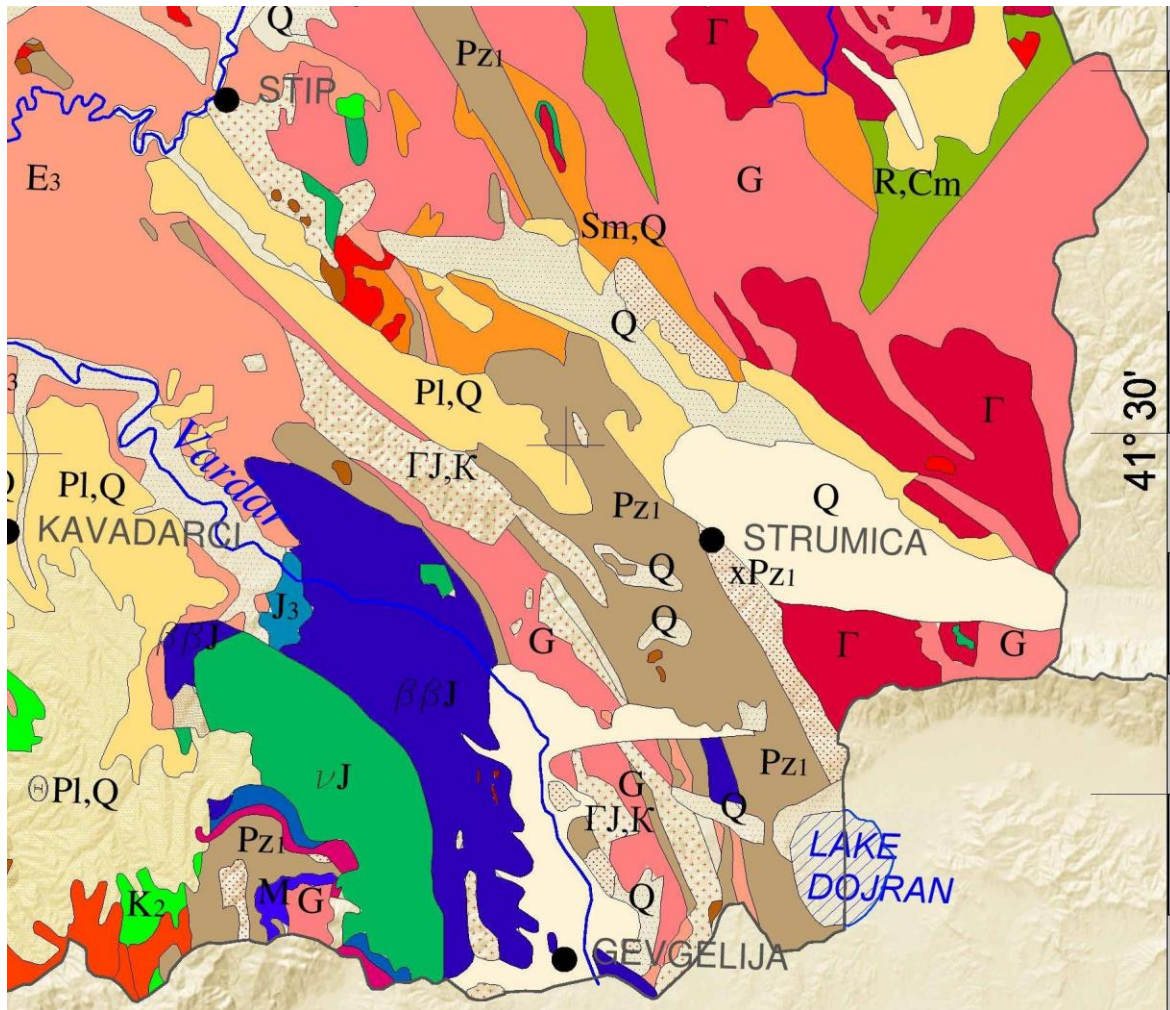 Q
Γ
Pz1
STIP
E3
G
R,Cm
Sm,Q
Q
Pl,Q
Γ
41° 30'
3
Vardar
ΓJ,K
Pl,Q
Q
Pz1
Q
KAVADARCI
STRUMICA
Q
xPz1
J3
Q
ββJ
G
Γ
G
ββJ
νJ
Pz1
ΘPl,Q
G
ΓJ,K
Q
Pz1
LAKE
DOJRAN
M G
K2
Q
GEVGELIJA